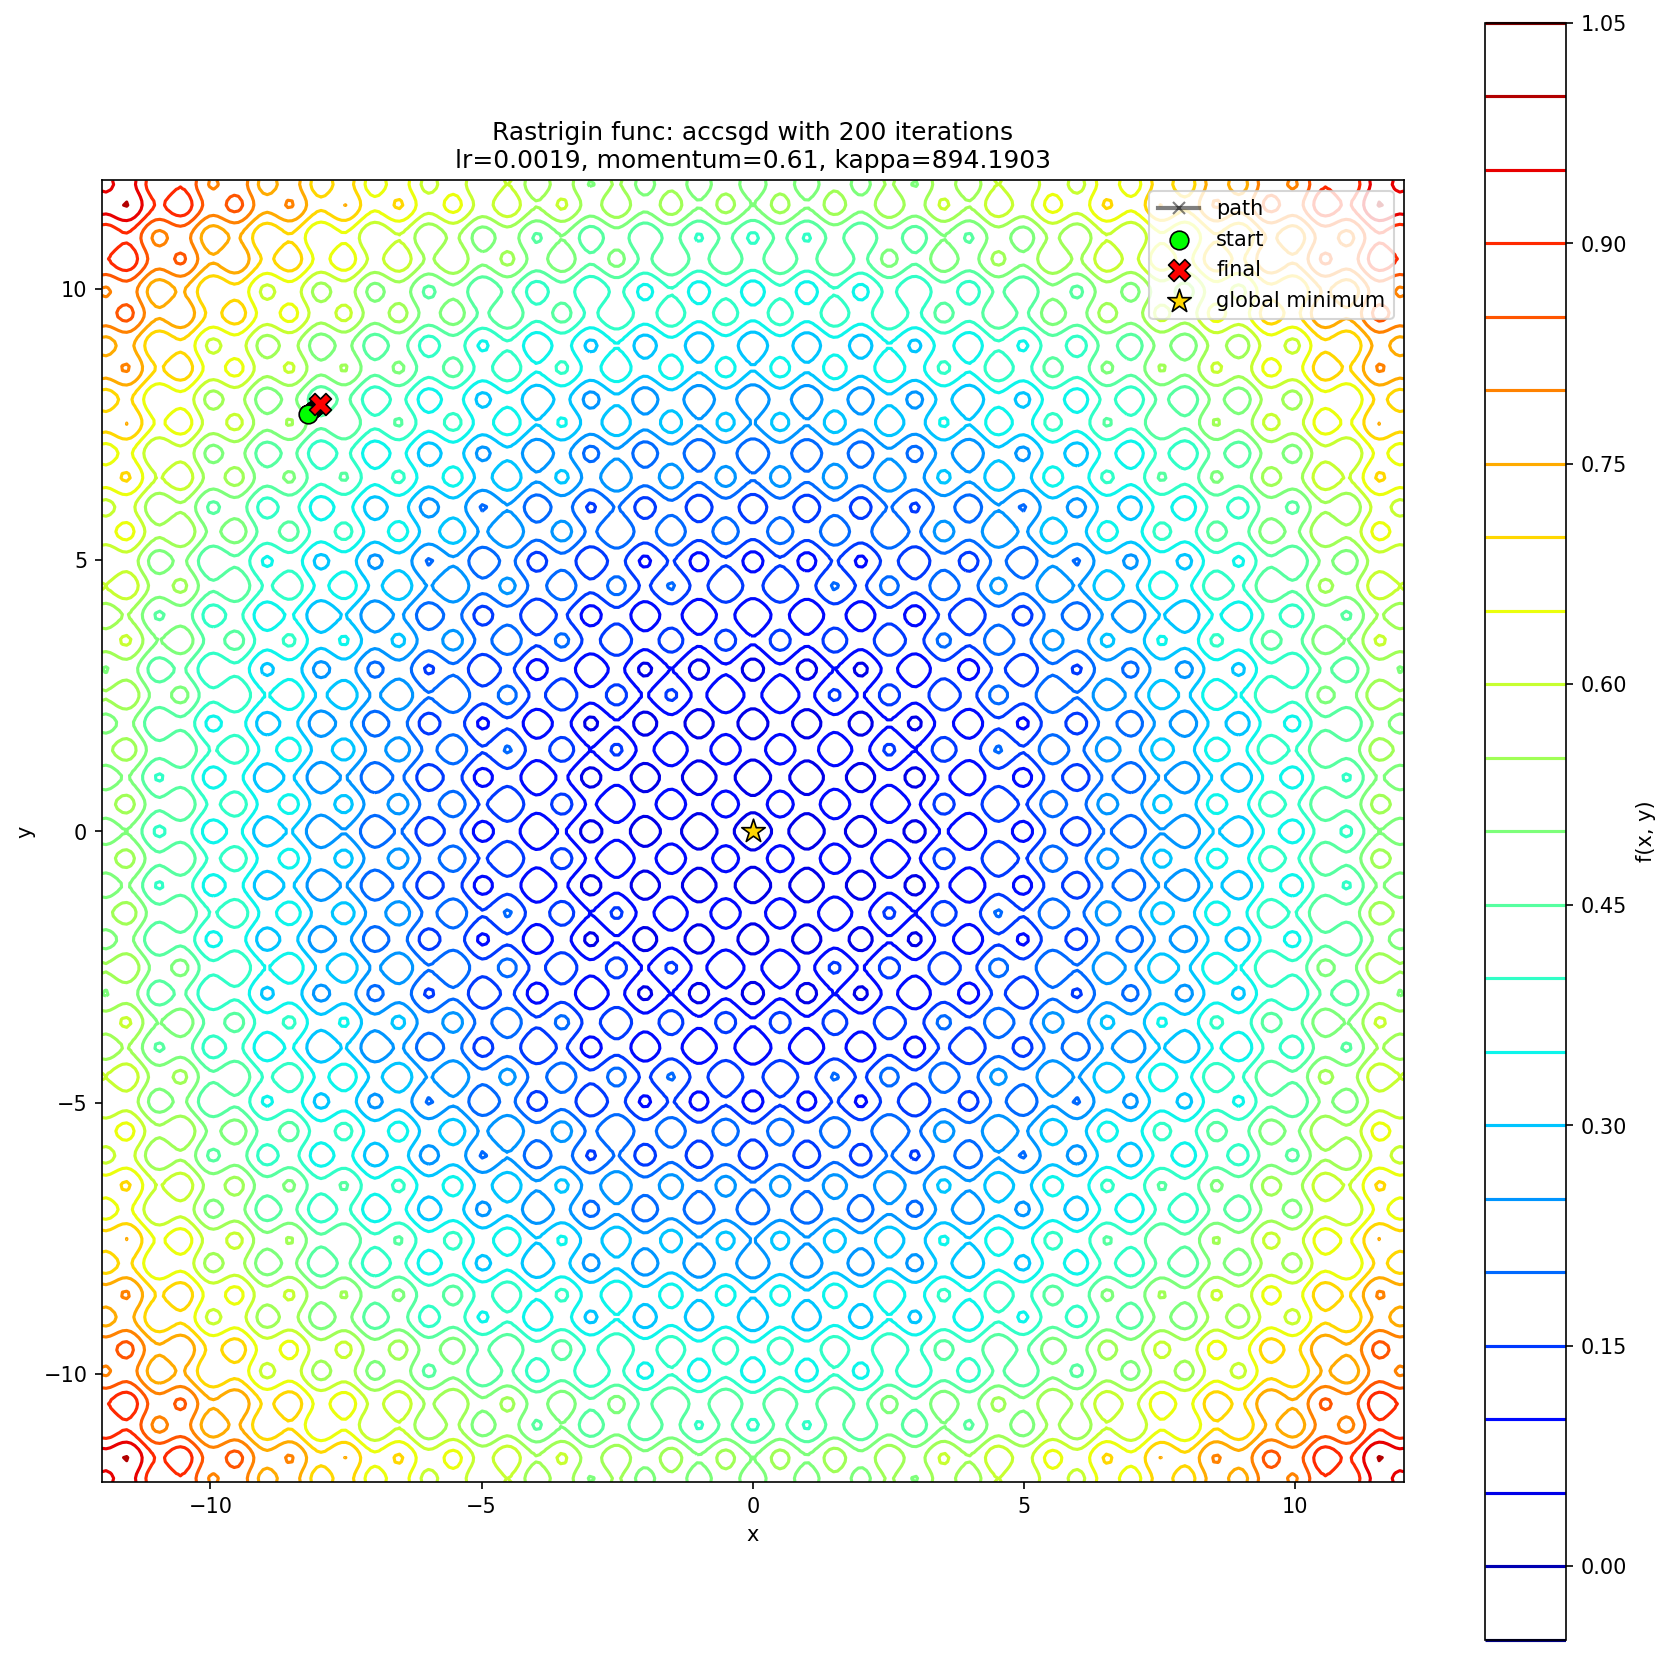 Rastrigin func: accsgd with 200 iterations
lr=0.0019, momentum=0.61, kappa=894.1903
path
start
final
global minimum
10
5
0
−5
−10
y
−10
−5
0
5
10
x
1.05
0.90
0.75
0.60
0.45
0.30
0.15
0.00
f(x, y)